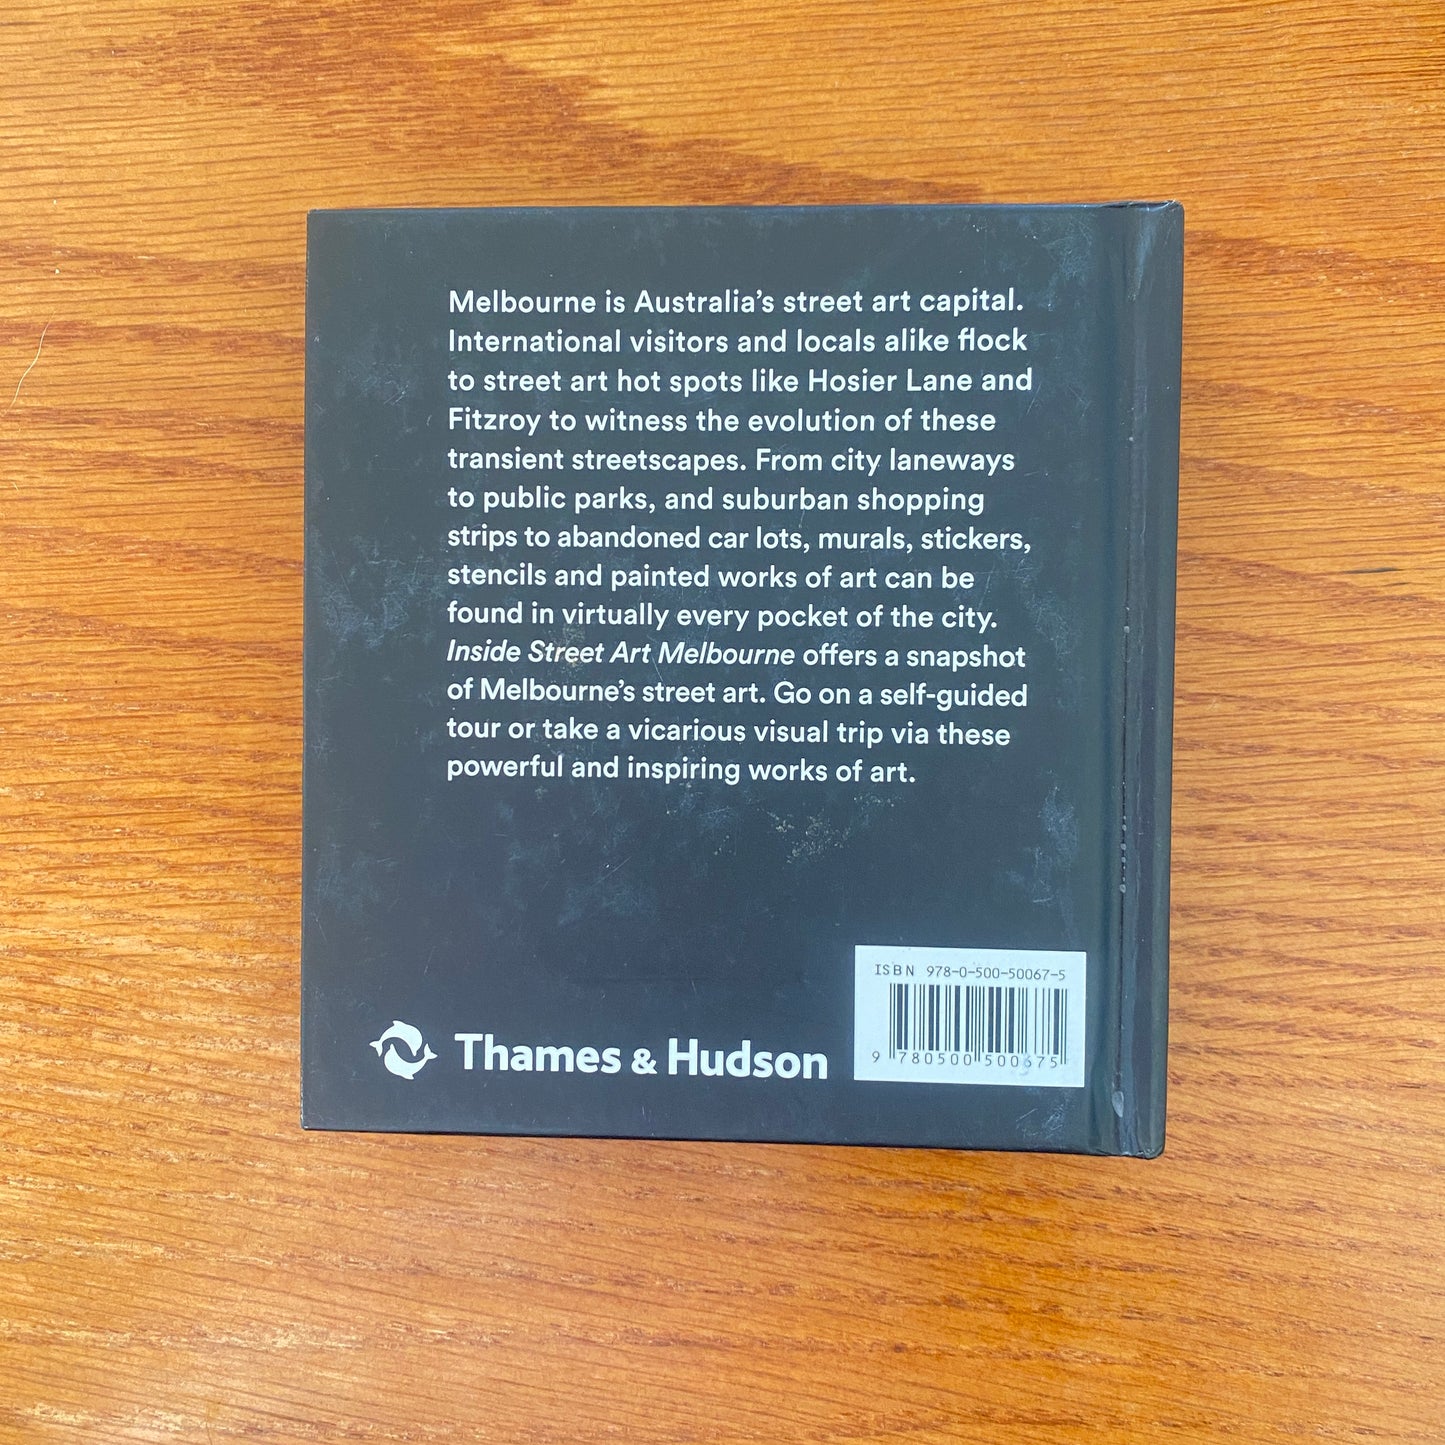 Melbourne is Australia's street art capital.
International visitors and locals alike flock
to street art hot spots like Hosier Lane and
Fitzroy to witness the evolution of these
transient streetscapes. From city laneways
to public parks, and suburban shopping
strips to abandoned car lots, murals, stickers,
stencils and painted works of art can be
found in virtually every pocket of the city.
Inside Street Art Melbourne offers a snapshot
of Melbourne's street art. Go on a self-guided
tour or take a vicarious visual trip via these
powerful and inspiring works of art.
Thames & Hudson
ISBN 978-0-500-50067-5
9 780500 500675